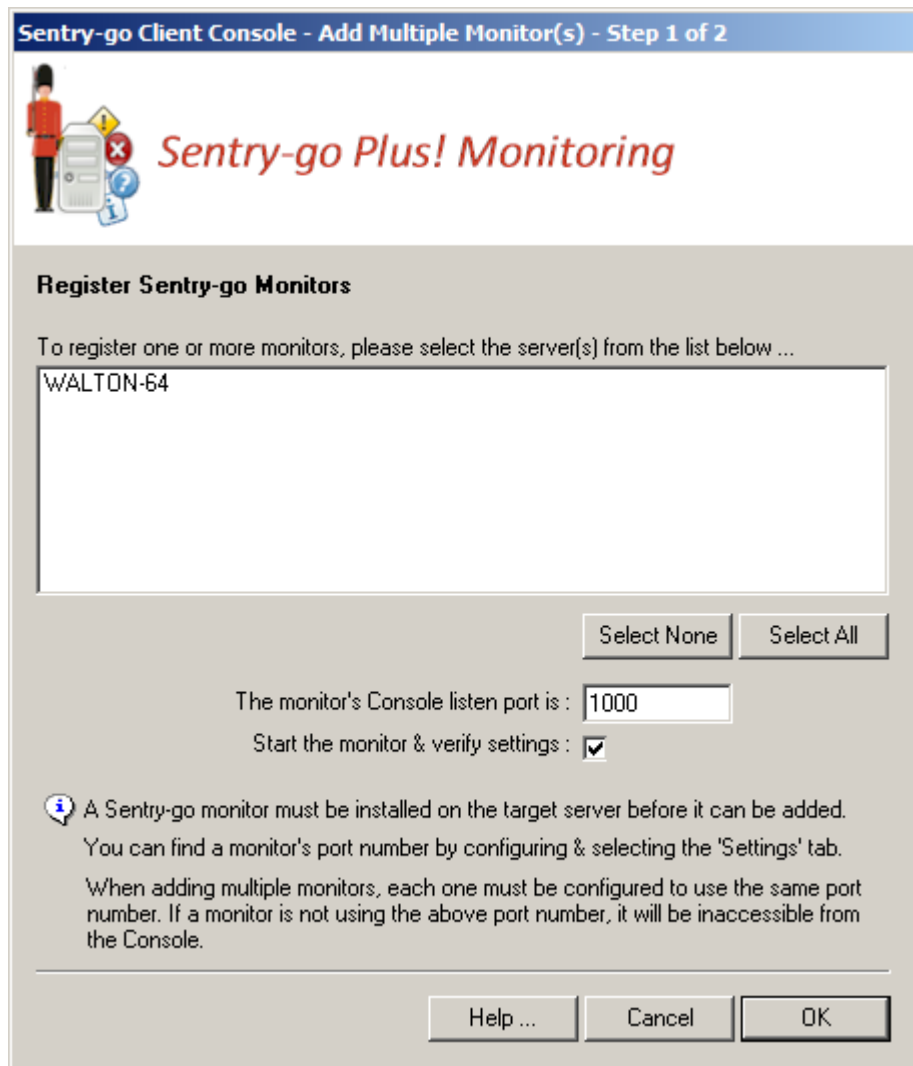 Sentry-go Client Console - Add Multiple Monitor(s) - Step 1 of 2
Sentry-go Plus! Monitoring
Register Sentry-go Monitors
To register one or more monitors, please select the server(s) from the list below ...
WALTON-64
Select None
Select All
The monitor's Console listen port is : 1000
Start the monitor & verify settings :
A Sentry-go monitor must be installed on the target server before it can be added.
You can find a monitor's port number by configuring & selecting the 'Settings' tab.
When adding multiple monitors, each one must be configured to use the same port
number. If a monitor is not using the above port number, it will be inaccessible from
the Console.
Help ...
Cancel
OK